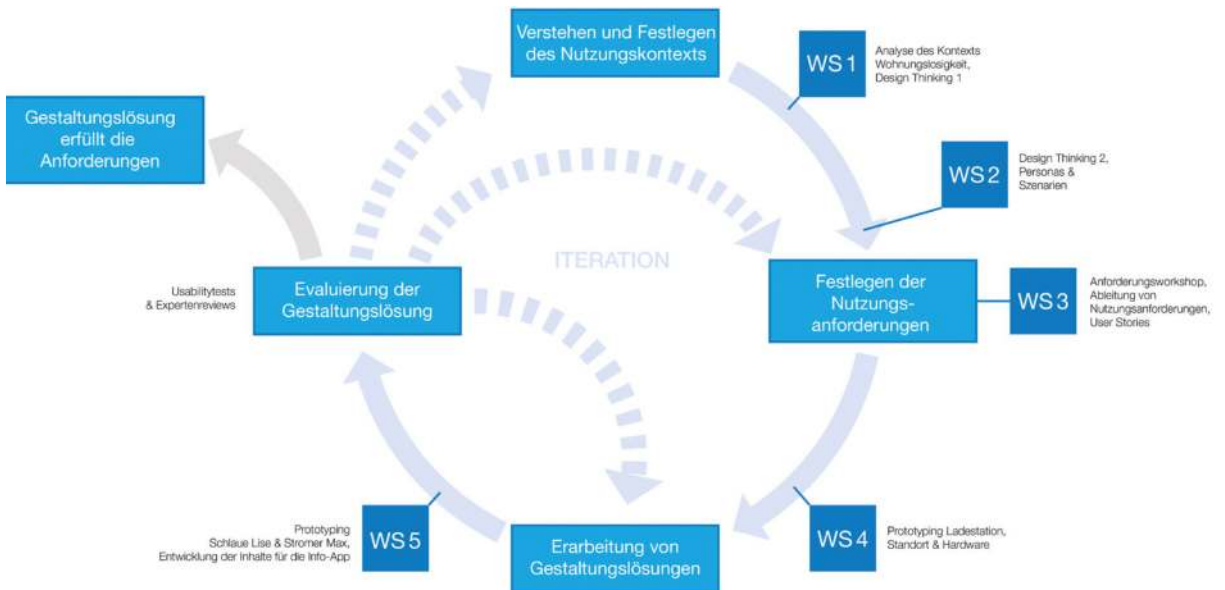 Verstehen und Festlegen
des Nutzungskontexts
WS 1
Analyse des Kontexts
Wohnungslosigkeit,
Design Thinking 1
Gestaltungslösung
erfüllt die
Anforderungen
WS 2
Design Thinking 2,
Personas &
Szenarien
ITERATION
Usabilitytests
& Expertenreviews
Evaluierung der
Gestaltungslösung
Festlegen der
Nutzungs-
anforderungen
WS 3
Anforderungsworkshop,
Ableitung von
Nutzungsanforderungen,
User Stories
Prototyping
Schlaue Lise & Stromer Max,
Entwicklung der Inhalte für die Info-App
WS 5
Erarbeitung von
Gestaltungslösungen
WS 4
Prototyping Ladestation,
Standort & Hardware